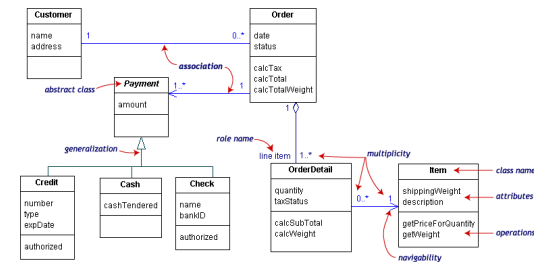 Customer
name
address
1
0..*
association
Order
date
status
calcTax
calcTotal
calcTotalWeight
abstract class
Payment
amount
1..*
1
generalization
role name
line item
1..*
multiplicity
Credit
number
type
expDate
authorized
Cash
cashTendered
Check
name
bankID
authorized
OrderDetail
quantity
taxStatus
calcSubTotal
calcWeight
0..*
1
Item
shippingWeight
description
getPriceForQuantity
getWeight
class name
attributes
operations
navigability